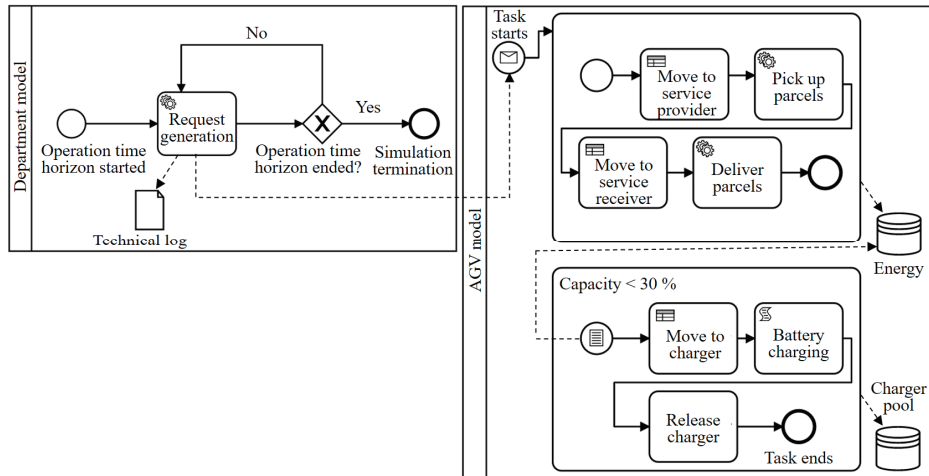 Department model
No
Request
generation
Yes
Operation time
horizon started
Operation time
horizon ended?
Simulation
termination
Technical log
AGV model
Task
starts
Move to
service
provider
Pick up
parcels
Move to
service
receiver
Deliver
parcels
Energy
Capacity < 30 %
Move to
charger
Battery
charging
Release
charger
Task ends
Charger
pool